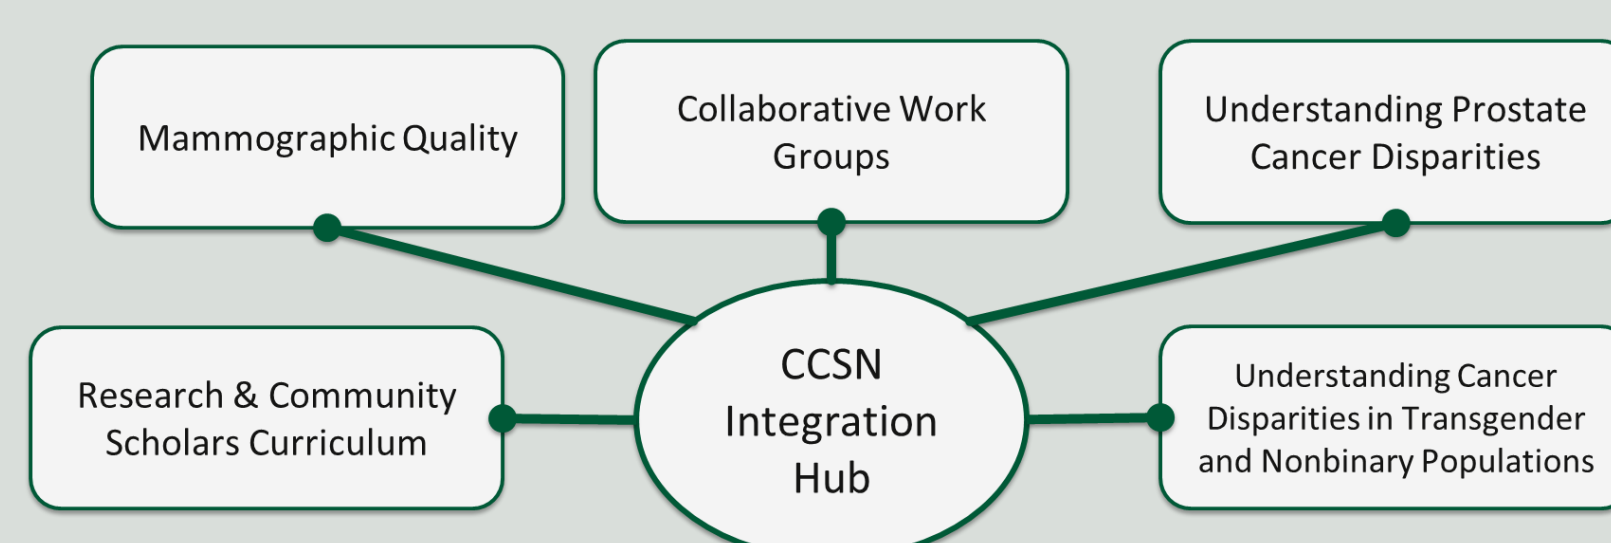 Mammographic Quality
Collaborative Work
Groups
Understanding Prostate
Cancer Disparities
Research & Community
Scholars Curriculum
CCSN
Integration
Hub
Understanding Cancer
Disparities in Transgender
and Nonbinary Populations